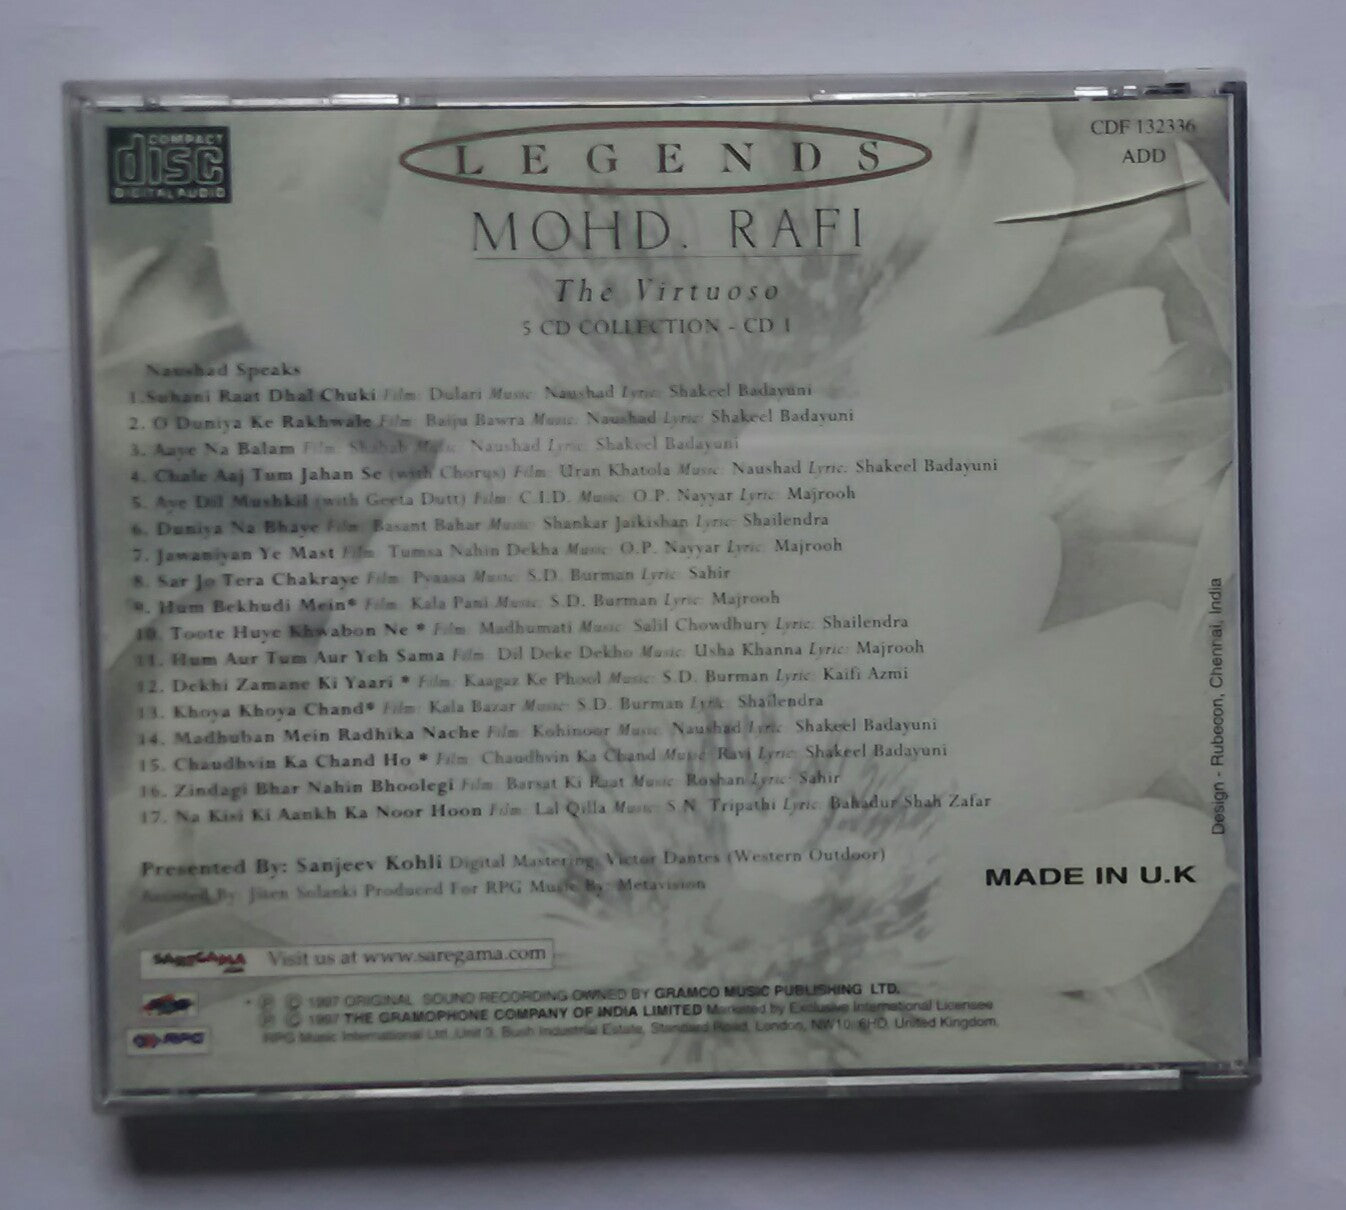 COMPACT
disc
DIGITAL AUDIO
LEGENDS
CDF 132336
ADD
MOHD. RAFI
The Virtuoso
5 CD COLLECTION - CD 1
Naushad Speaks
1.Suhani Raat Dhal Chuki Film: Dulari Music: Naushad Lyric: Shakeel Badayuni
2. O Duniya Ke Rakhwale Film: Baiju Bawra Music: Naushad Lyric: Shakeel Badayuni
3. Aaye Na Balam Film: Shabab Music: Naushad Lyric: Shakeel Badayuni
4. Chale Aaj Tum Jahan Se (with Chorus) Film: Uran Khatola Music: Naushad Lyric: Shakeel Badayuni
5. Aye Dil Mushkil (with Geeta Dutt) Film: C.I.D. Music: O.P. Nayyar Lyric: Majrooh
6. Duniya Na Bhaye Film: Basant Bahar Music: Shankar Jaikishan Lyric: Shailendra
7. Jawaniyan Ye Mast Film: Tumsa Nahin Dekha Music: O.P. Nayyar Lyric: Majrooh
8. Sar Jo Tera Chakraye Film: Pyaasa Music: S.D. Burman Lyric: Sahir
9. Hum Bekhudi Mein* Film: Kala Pani Music: S.D. Burman Lyric: Majrooh
10. Toote Huye Khwabon Ne * Film: Madhumati Music: Salil Chowdhury Lyric: Shailendra
11. Hum Aur Tum Aur Yeh Sama Film: Dil Deke Dekho Music: Usha Khanna Lyric: Majrooh
12. Dekhi Zamane Ki Yaari * Film: Kaagaz Ke Phool Music: S.D. Burman Lyric: Kaifi Azmi
13. Khoya Khoya Chand* Film: Kala Bazar Music: S.D. Burman Lyric: Shailendra
14. Madhuban Mein Radhika Nache Film: Kohinoor Music: Naushad Lyric: Shakeel Badayuni
15. Chaudhvin Ka Chand Ho * Film: Chaudhvin Ka Chand Music: Ravi Lyric: Shakeel Badayuni
16. Zindagi Bhar Nahin Bhoolegi Film: Barsat Ki Raat Music: Roshan Lyric: Sahir
17. Na Kisi Ki Aankh Ka Noor Hoon Film: Lal Qilla Music: S.N. Tripathi Lyric: Bahadur Shah Zafar
Presented By: Sanjeev Kohli Digital Mastering: Victor Dantes (Western Outdoor)
Assisted By: Jiten Solanki Produced For RPG Music By: Metavision
MADE IN U.K
Design - Rubecon, Chennai, India
SAREGAMA Visit us at www.saregama.com
* ℗ © 1997 ORIGINAL SOUND RECORDING OWNED BY GRAMCO MUSIC PUBLISHING LTD.
℗ © 1997 THE GRAMOPHONE COMPANY OF INDIA LIMITED Marketed by Exclusive International Licensee
RPG
RPG Music International Ltd., Unit 3, Bush Industrial Estate, Standard Road, London, NW10 6HD. United Kingdom.